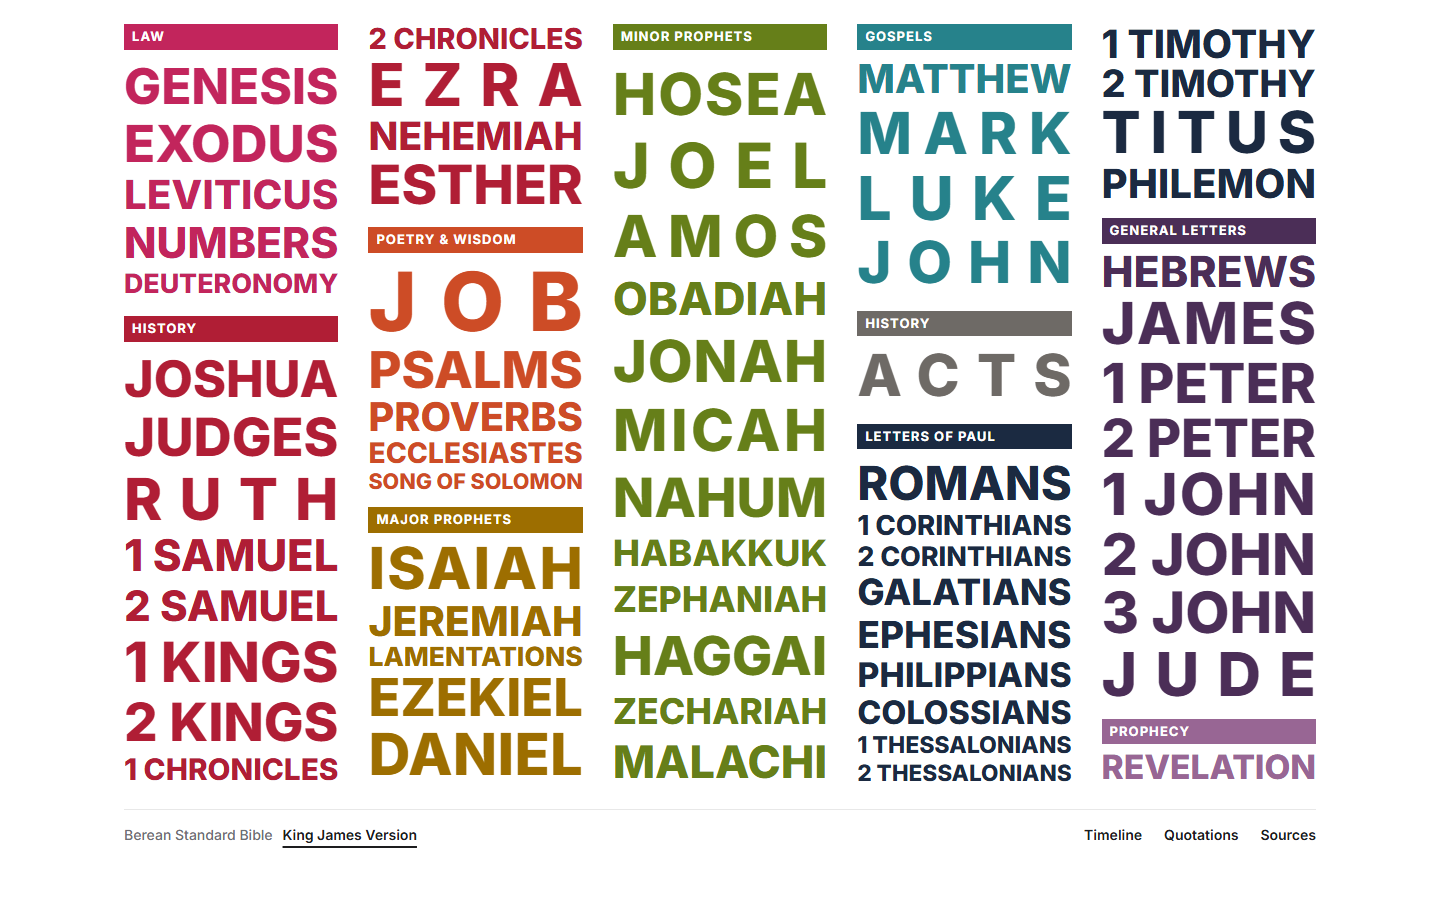 LAW
GENESIS
EXODUS
LEVITICUS
NUMBERS
DEUTERONOMY
HISTORY
JOSHUA
JUDGES
RUTH
1 SAMUEL
2 SAMUEL
1 KINGS
2 KINGS
1 CHRONICLES
2 CHRONICLES
EZRA
NEHEMIAH
ESTHER
POETRY & WISDOM
JOB
PSALMS
PROVERBS
ECCLESIASTES
SONG OF SOLOMON
MAJOR PROPHETS
ISAIAH
JEREMIAH
LAMENTATIONS
EZEKIEL
DANIEL
MINOR PROPHETS
HOSEA
JOEL
AMOS
OBADIAH
JONAH
MICAH
NAHUM
HABAKKUK
ZEPHANIAH
HAGGAI
ZECHARIAH
MALACHI
GOSPELS
MATTHEW
MARK
LUKE
JOHN
HISTORY
ACTS
LETTERS OF PAUL
ROMANS
1 CORINTHIANS
2 CORINTHIANS
GALATIANS
EPHESIANS
PHILIPPIANS
COLOSSIANS
1 THESSALONIANS
2 THESSALONIANS
1 TIMOTHY
2 TIMOTHY
TITUS
PHILEMON
GENERAL LETTERS
HEBREWS
JAMES
1 PETER
2 PETER
1 JOHN
2 JOHN
3 JOHN
JUDE
PROPHECY
REVELATION
Berean Standard Bible King James Version
Timeline Quotations Sources